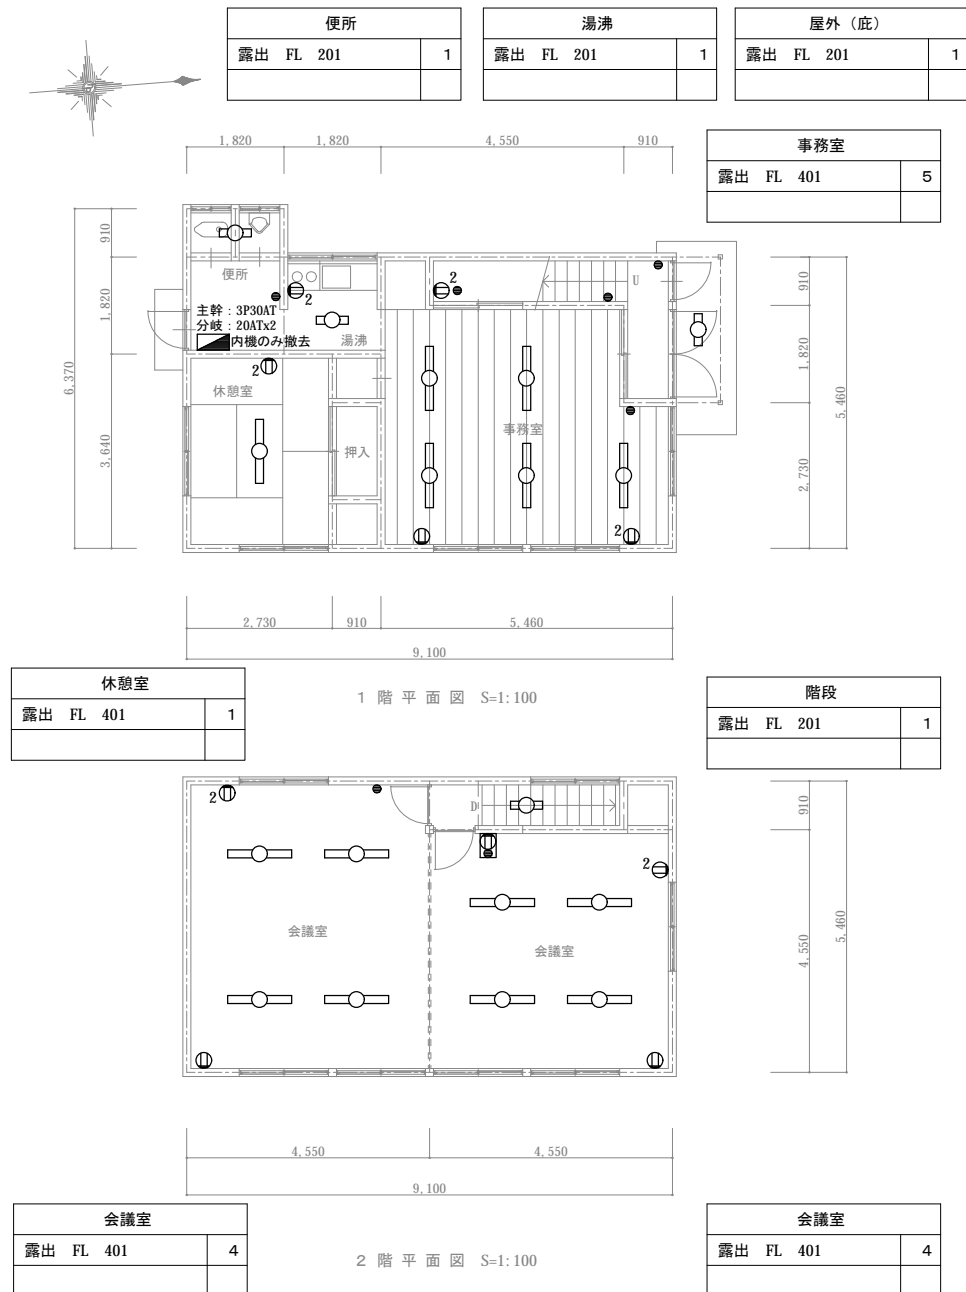 便所
露出 FL 201 1
湯沸
露出 FL 201 1
屋外（庇）
露出 FL 201 1
事務室
露出 FL 401 5
1,820 1,820 4,550 910
910
1,820
3,640
6,370
便所
主幹：3P30AT
分岐：20ATx2
内機のみ撤去
湯沸
休憩室
押入
事務室
2
2
2
2
U
910
1,820
2,730
5,460
2,730 910 5,460
9,100
1 階 平 面 図 S=1:100
休憩室
露出 FL 401 1
階段
露出 FL 201 1
2
D
2
会議室
会議室
910
4,550
5,460
4,550 4,550
9,100
2 階 平 面 図 S=1:100
会議室
露出 FL 401 4
会議室
露出 FL 401 4